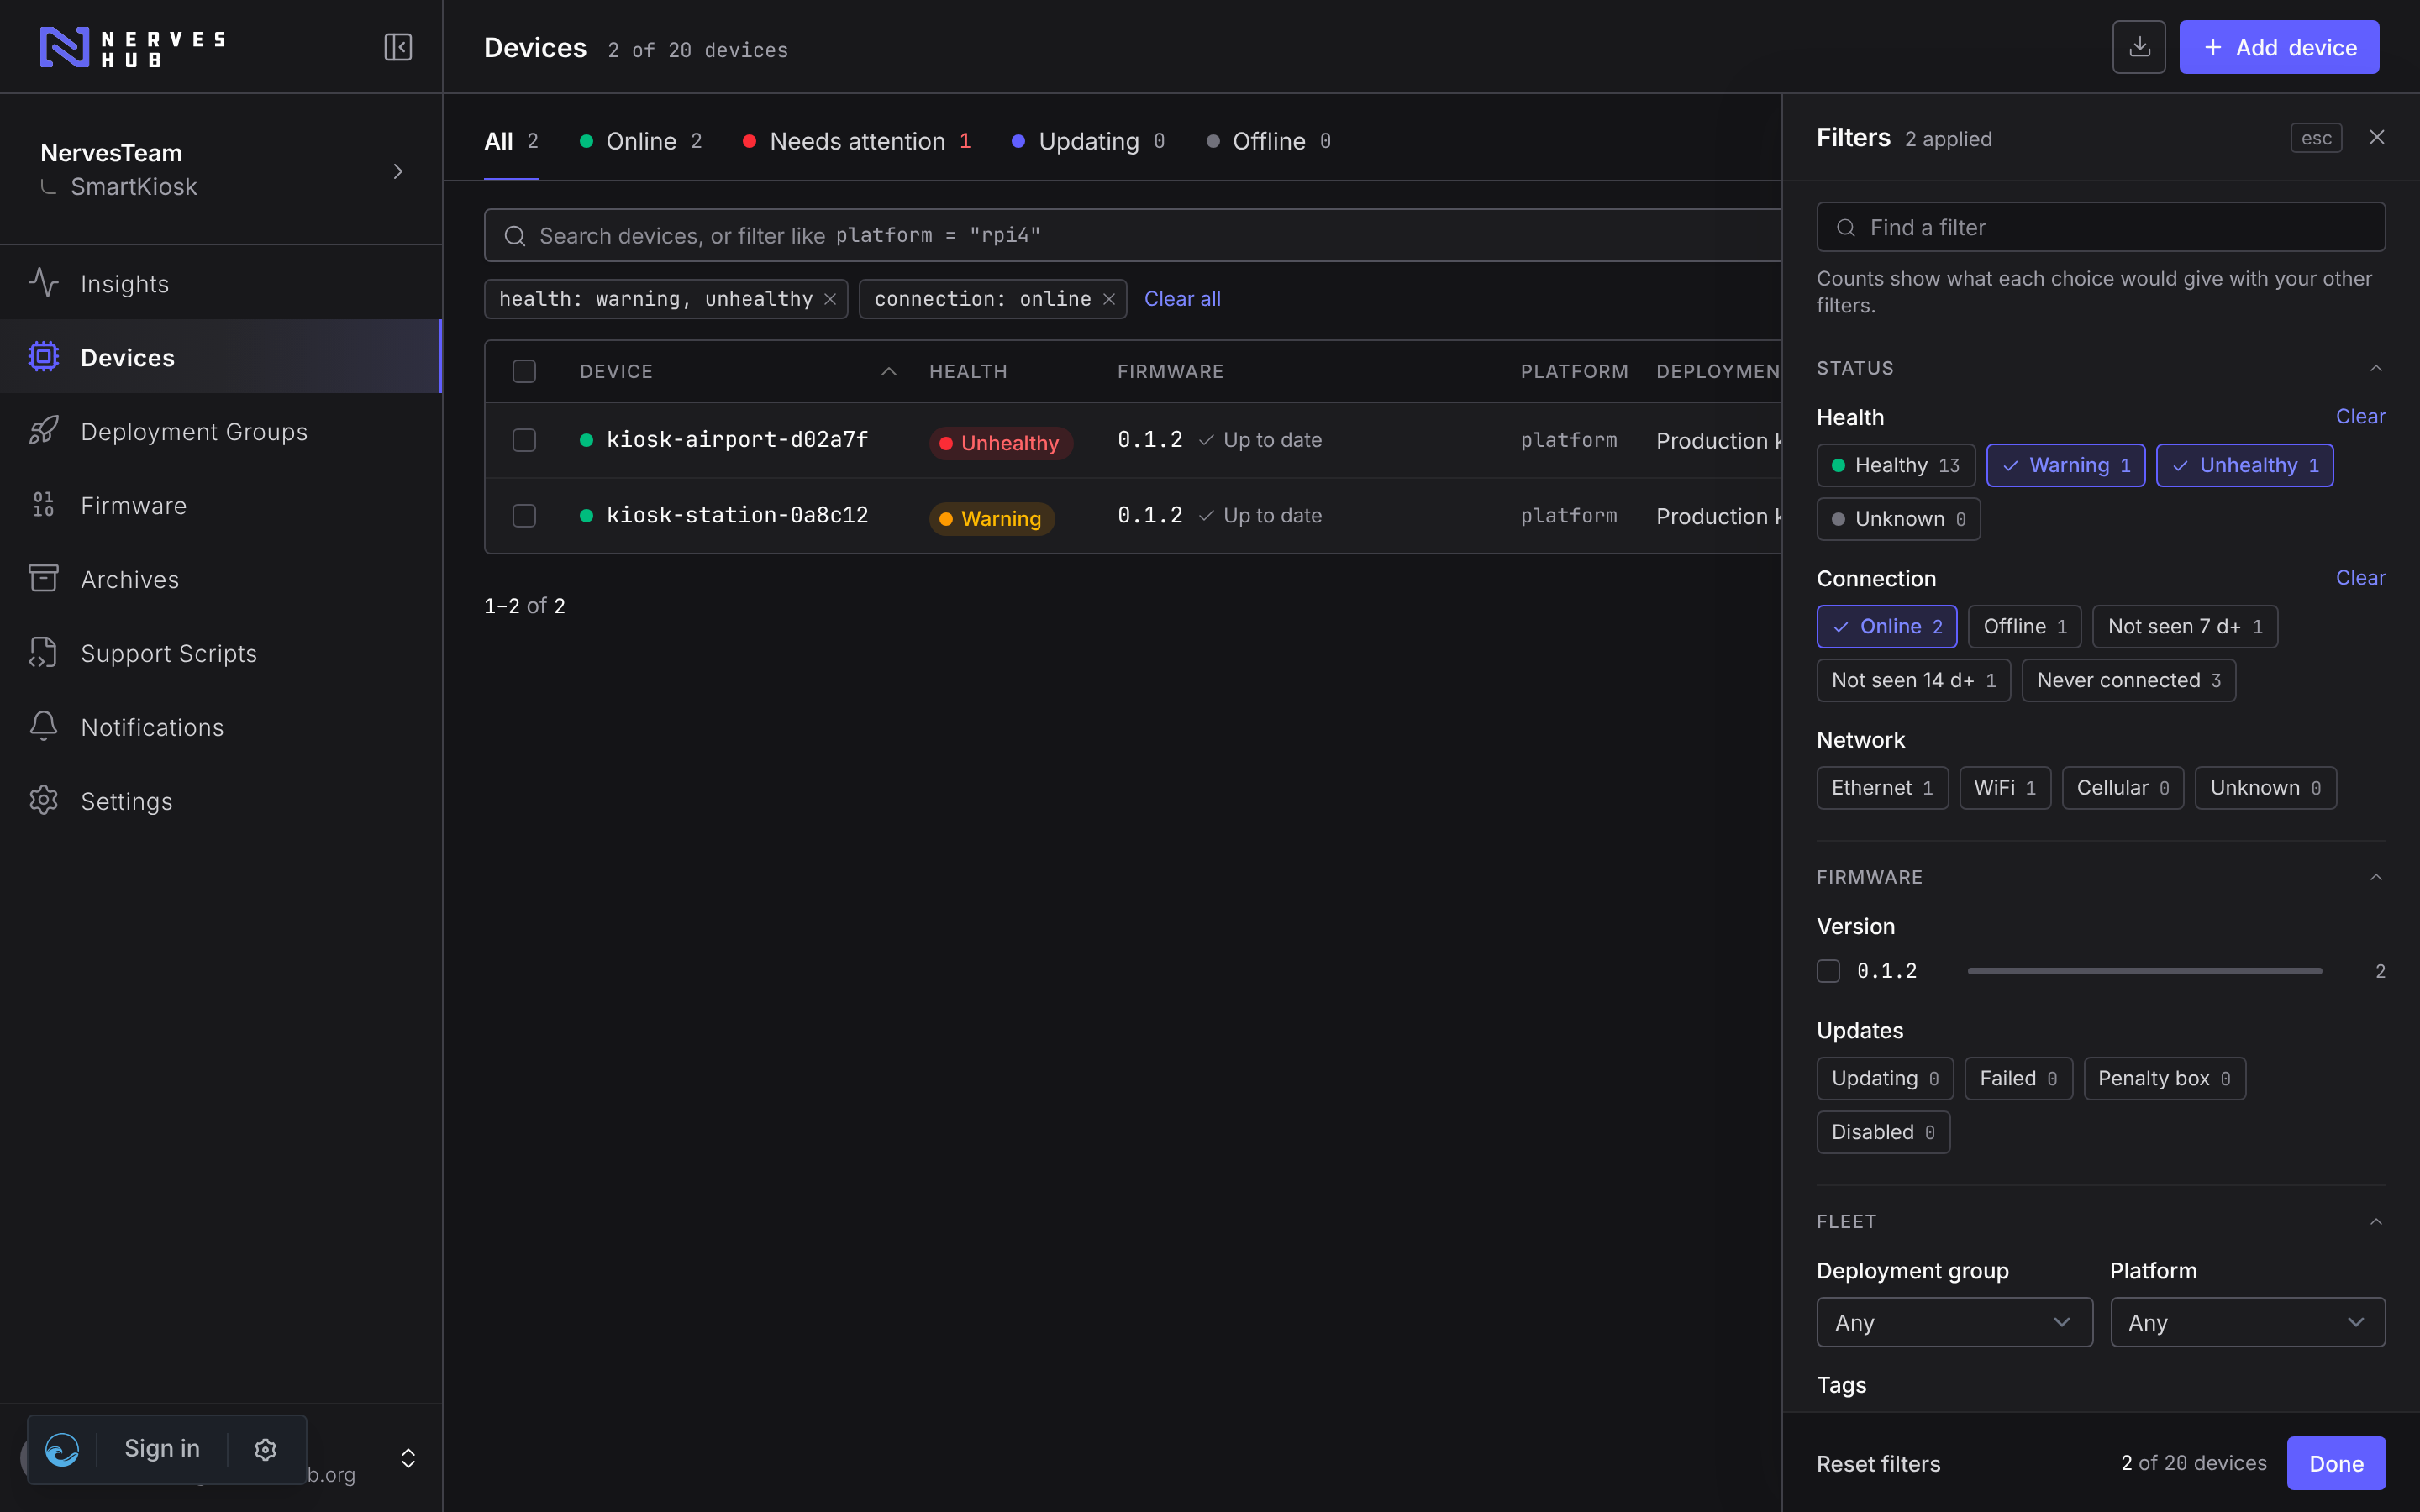 NERVES
HUB
NervesTeam
SmartKiosk
Insights
Devices
Deployment Groups
Firmware
Archives
Support Scripts
Notifications
Settings
Sign in
b.org
Devices 2 of 20 devices
+ Add device
All 2 Online 2 Needs attention 1 Updating 0 Offline 0
Search devices, or filter like platform = "rpi4"
health: warning, unhealthy connection: online Clear all
DEVICE HEALTH FIRMWARE PLATFORM DEPLOYMEN
kiosk-airport-d02a7f Unhealthy 0.1.2 Up to date platform Production k
kiosk-station-0a8c12 Warning 0.1.2 Up to date platform Production k
1–2 of 2
Filters 2 applied esc
Find a filter
Counts show what each choice would give with your other
filters.
STATUS
Health Clear
Healthy 13 Warning 1 Unhealthy 1
Unknown 0
Connection Clear
Online 2 Offline 1 Not seen 7 d+ 1
Not seen 14 d+ 1 Never connected 3
Network
Ethernet 1 WiFi 1 Cellular 0 Unknown 0
FIRMWARE
Version
0.1.2 2
Updates
Updating 0 Failed 0 Penalty box 0
Disabled 0
FLEET
Deployment group Platform
Any Any
Tags
Reset filters 2 of 20 devices Done